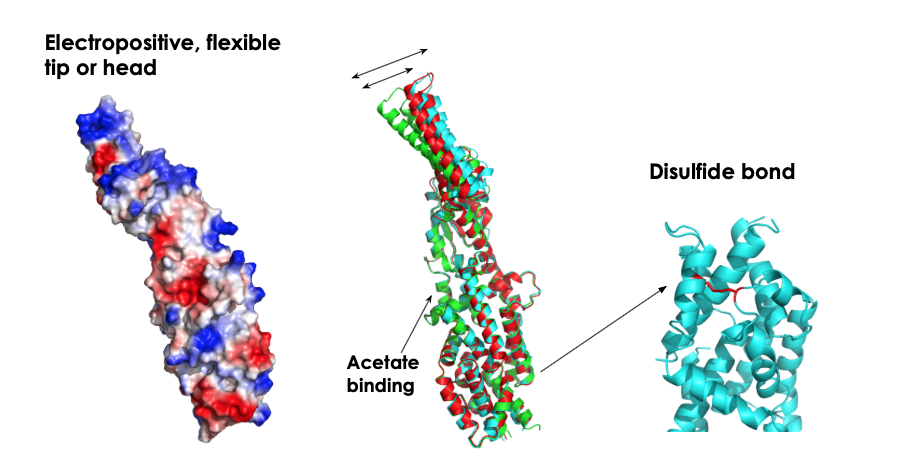 Electropositive, flexible
tip or head
Disulfide bond
Acetate
binding